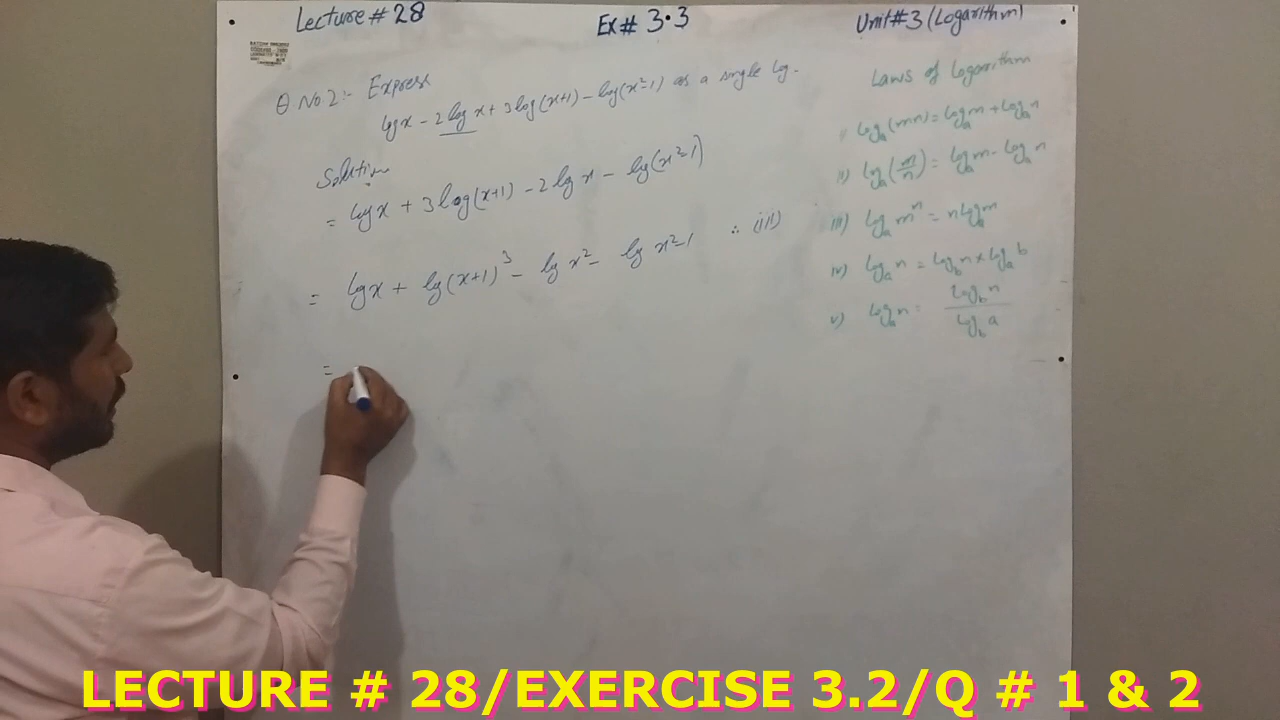 Lecture # 28
Ex# 3.3
Unit#3 (Logarithm)
Q No 2:- Express
log x - 2 log x + 3 log (x+1) - log (x²-1) as a single log.
Solution
= log x + 3 log (x+1) - 2 log x - log (x²-1)
= log x + log (x+1)³ - log x² - log x²-1 ∴ (iii)
=
Laws of Logarithm
i) logₐ(mn) = logₐm + logₐn
ii) logₐ(m/n) = logₐm - logₐn
iii) logₐmⁿ = n logₐm
iv) logₐn = log_b n × logₐb
v) logₐn = log_b n / log_b a
LECTURE # 28/EXERCISE 3.2/Q # 1 & 2